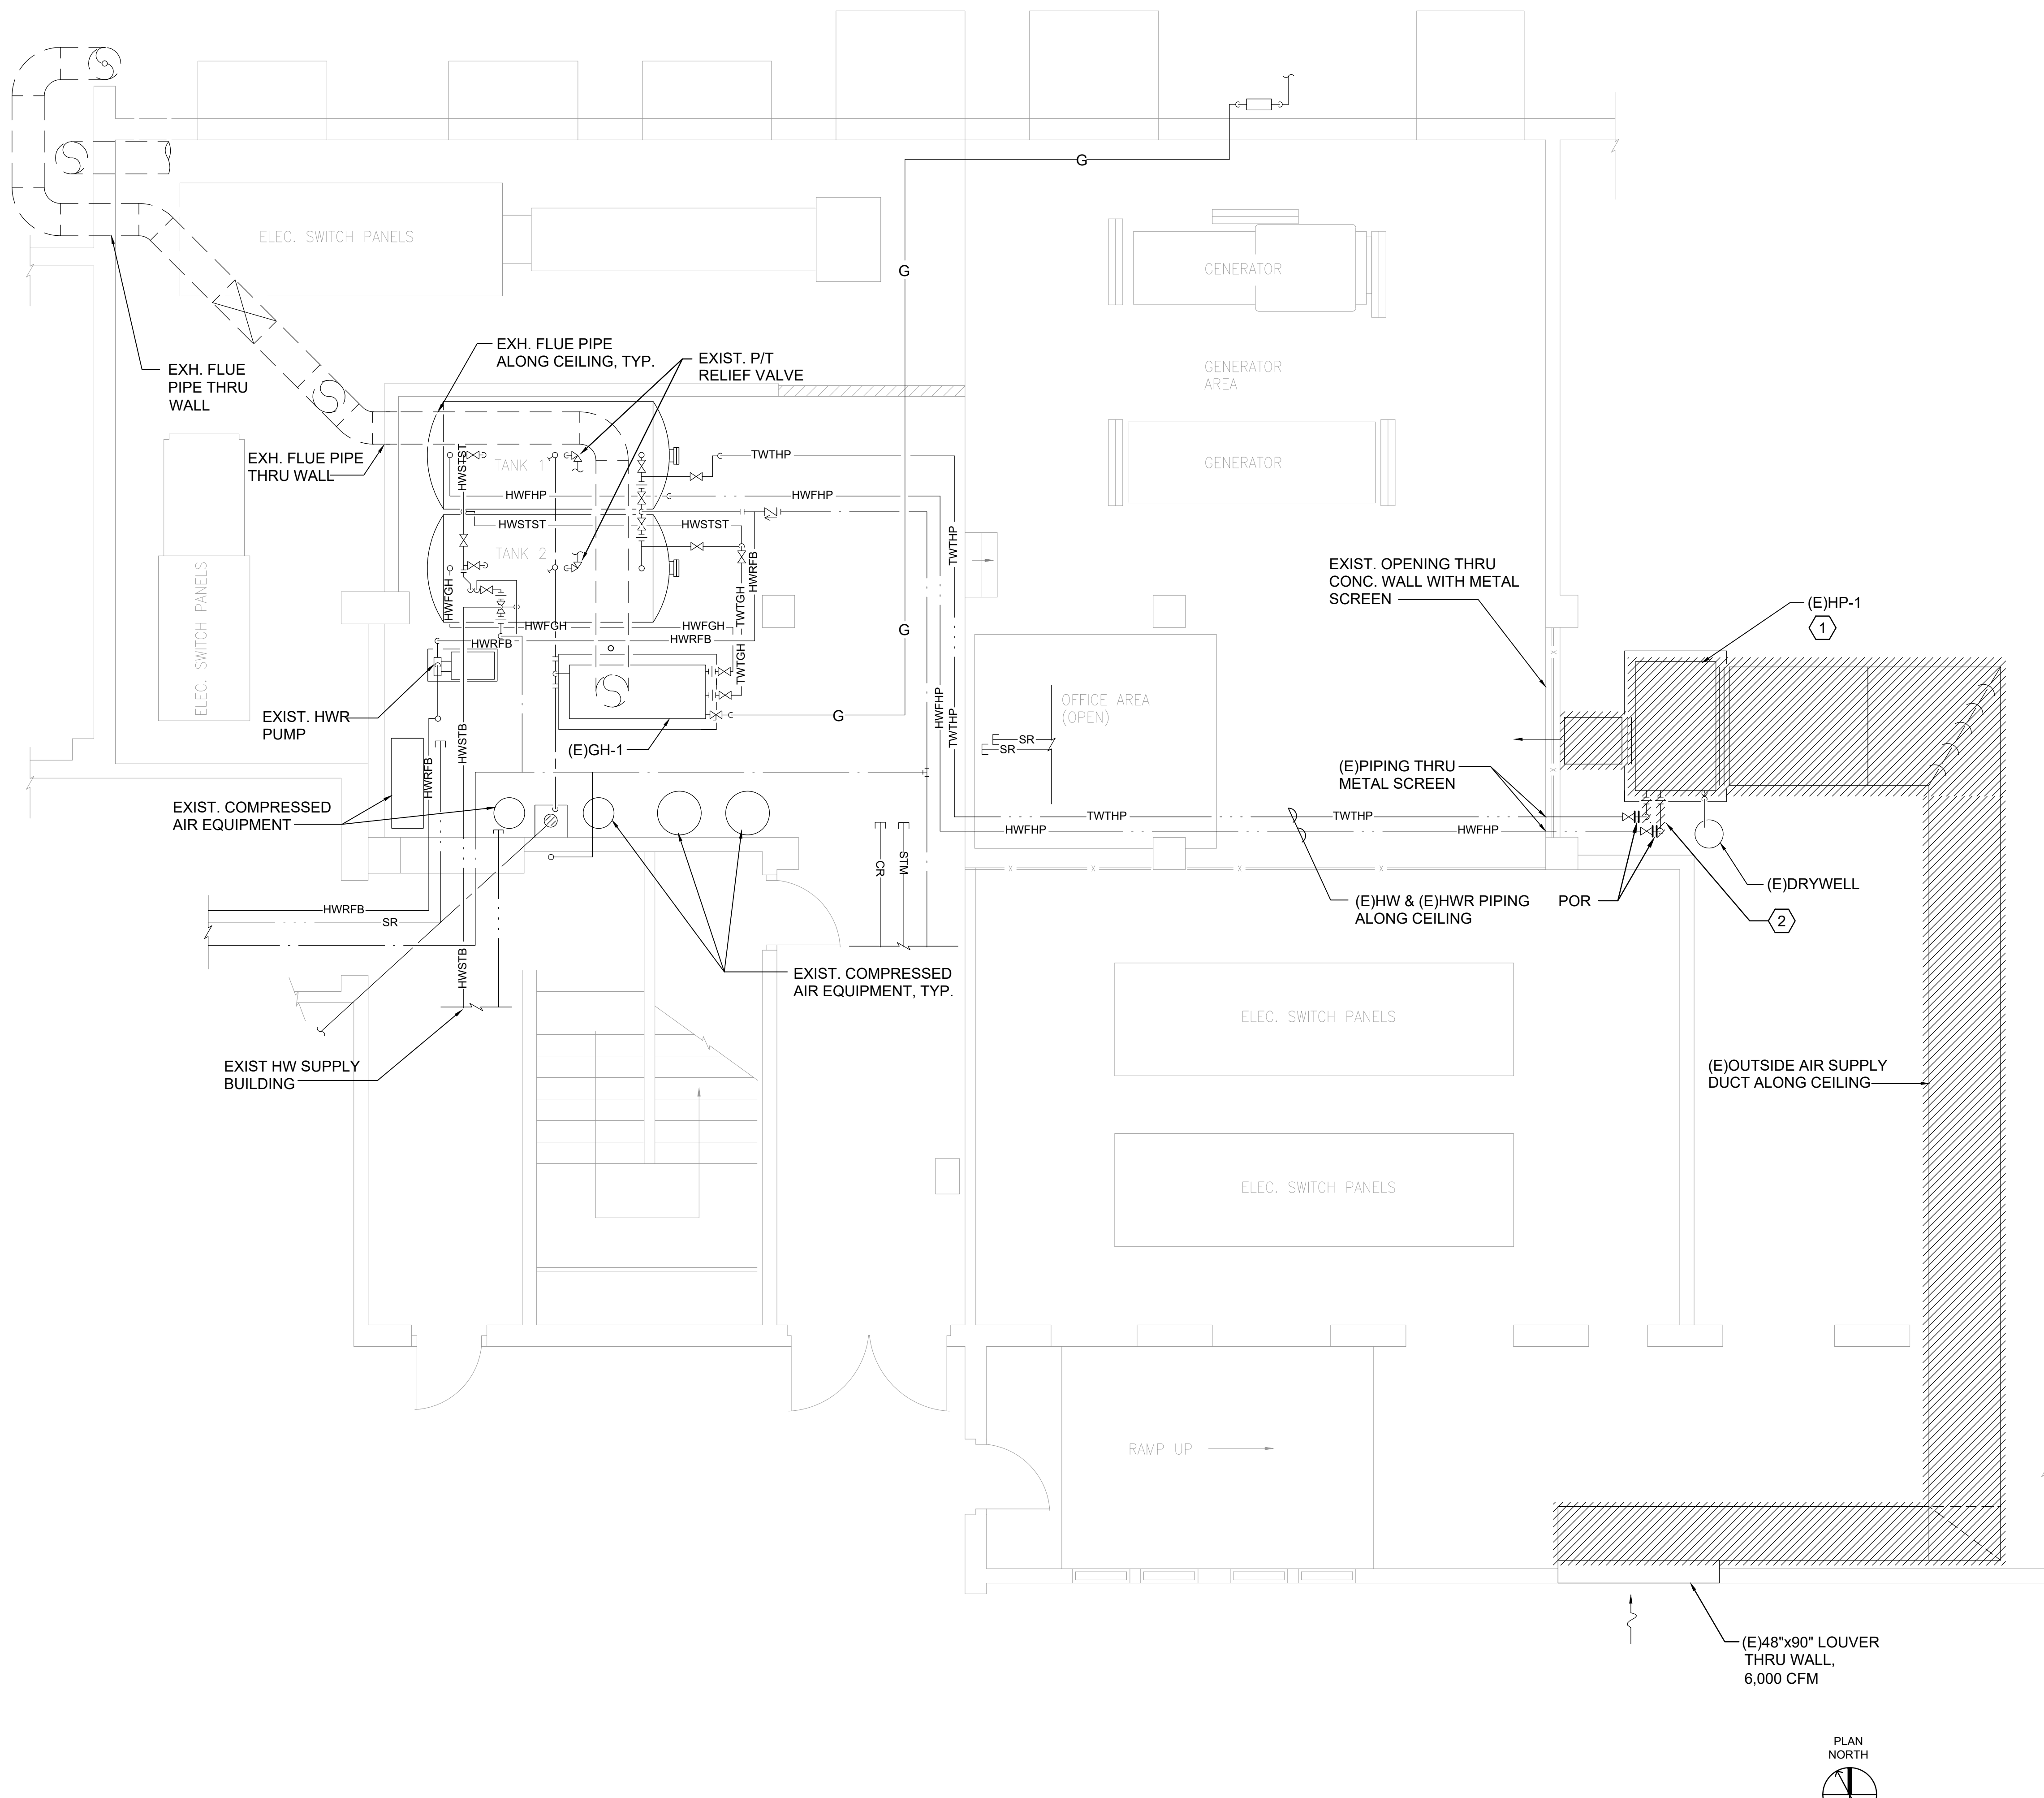 G
ELEC. SWITCH PANELS
G
GENERATOR
EXH. FLUE PIPE
ALONG CEILING, TYP.
EXIST. P/T
RELIEF VALVE
EXH. FLUE
PIPE THRU
WALL
GENERATOR
AREA
EXH. FLUE PIPE
THRU WALL
HWSTST
TANK 1
TWTHP
GENERATOR
HWFHP
HWFHP
HWSTST
HWSTST
TANK 2
TWTHP
HWRFB
EXIST. OPENING THRU
CONC. WALL WITH METAL
SCREEN
ELEC. SWITCH PANELS
HWFGH
TWTGH
(E)HP-1
1
HWFGH
HWFGH
G
HWRFB
HWRFB
TWTGH
OFFICE AREA
(OPEN)
HWFHP
TWTHP
EXIST. HWR
PUMP
G
HWSTB
(E)GH-1
SR
SR
HWRFB
(E)PIPING THRU
METAL SCREEN
EXIST. COMPRESSED
AIR EQUIPMENT
TWTHP
TWTHP
HWFHP
HWFHP
CR
STM
(E)DRYWELL
(E)HW & (E)HWR PIPING
ALONG CEILING
POR
2
HWRFB
SR
HWSTB
EXIST. COMPRESSED
AIR EQUIPMENT, TYP.
ELEC. SWITCH PANELS
EXIST HW SUPPLY
BUILDING
(E)OUTSIDE AIR SUPPLY
DUCT ALONG CEILING
ELEC. SWITCH PANELS
RAMP UP
(E)48"x90" LOUVER
THRU WALL,
6,000 CFM
PLAN
NORTH